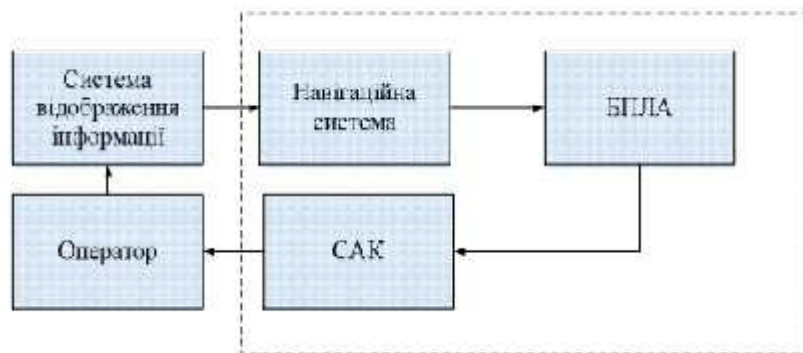 Система
відображення
інформації
Навігаційна
система
БПЛА
Оператор
САК